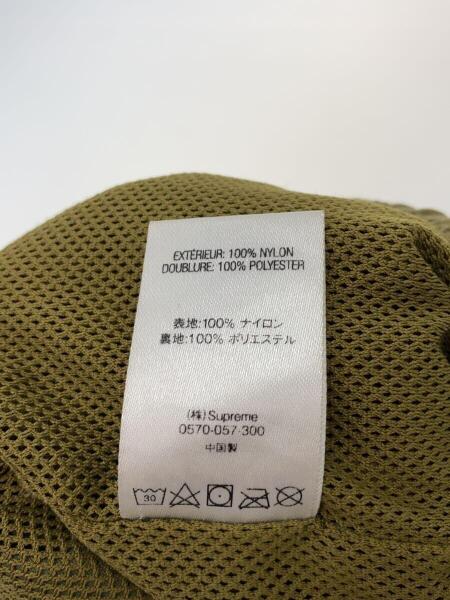 EXTÉRIEUR: 100% NYLON
DOUBLURE: 100% POLYESTER
表地:100% ナイロン
裏地:100% ポリエステル
(株)Supreme
0570-057-300
中国製
30